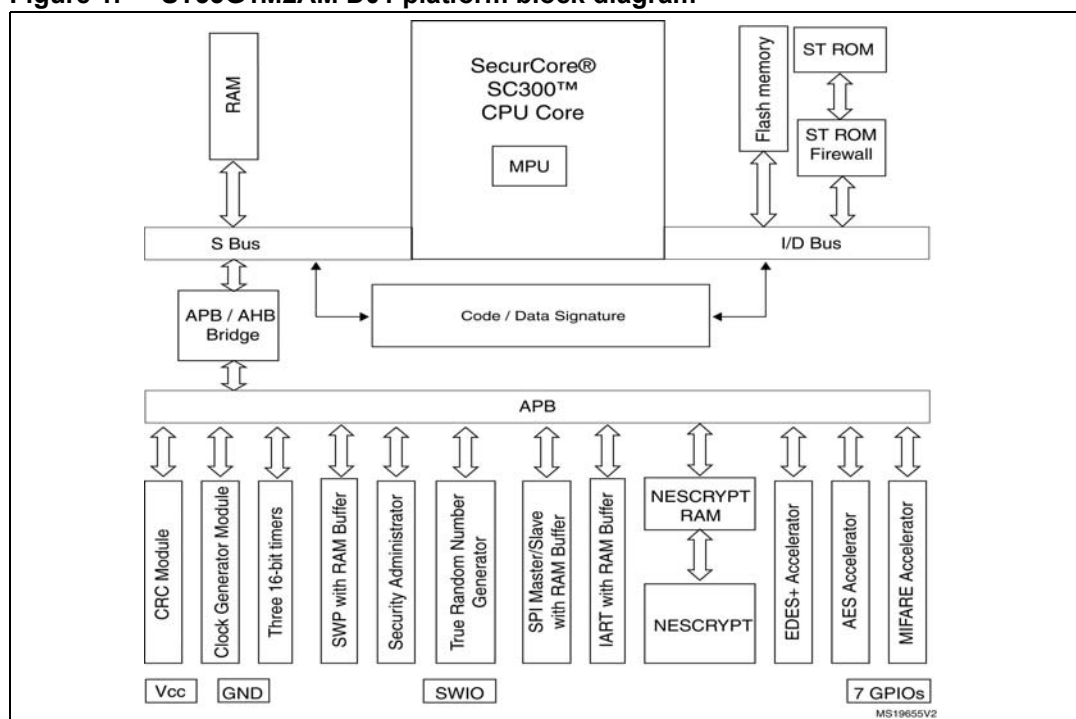 RAM
SecurCore®
SC300™
CPU Core
MPU
Flash memory
ST ROM
ST ROM
Firewall
S Bus
I/D Bus
APB / AHB
Bridge
Code / Data Signature
APB
CRC Module
Clock Generator Module
Three 16-bit timers
SWP with RAM Buffer
Security Administrator
True Random Number
Generator
SPI Master/Slave
with RAM Buffer
IART with RAM Buffer
NESCRYPT
RAM
NESCRYPT
EDES+ Accelerator
AES Accelerator
MIFARE Accelerator
Vcc
GND
SWIO
7 GPIOs
MS19655V2